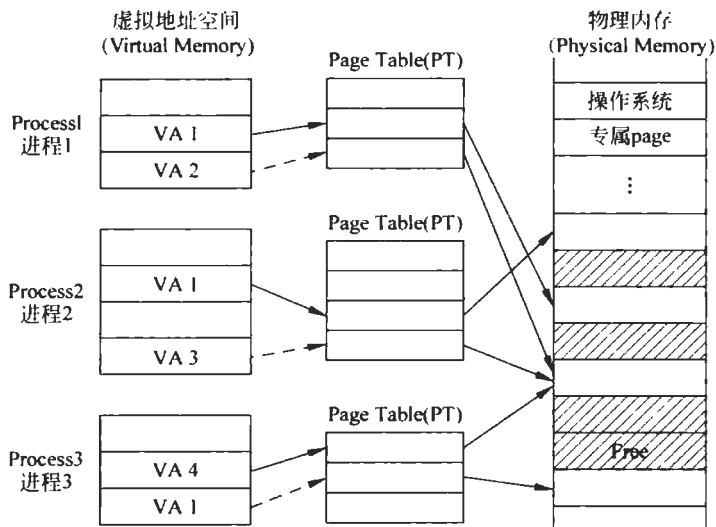 虚拟地址空间
(Virtual Memory)
Page Table(PT)
物理内存
(Physical Memory)
Process1
进程1
VA 1
VA 2
操作系统
专属page
⋮
Process2
进程2
VA 1
VA 3
Page Table(PT)
Process3
进程3
VA 4
VA 1
Page Table(PT)
Free